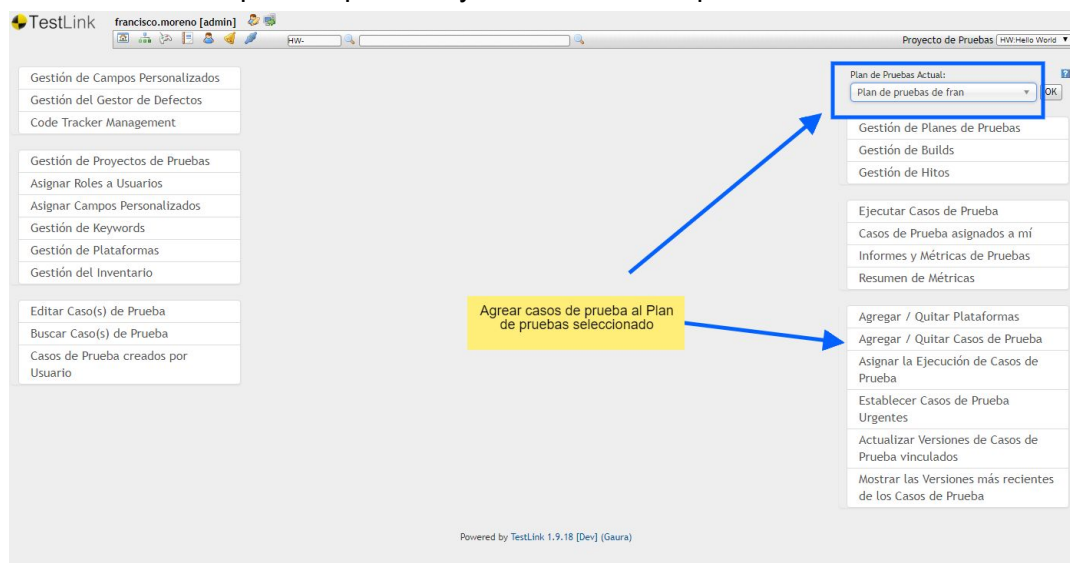 TestLink
francisco.moreno [admin]
HW-
Proyecto de Pruebas HW:Hello World
Gestión de Campos Personalizados
Gestión del Gestor de Defectos
Code Tracker Management
Gestión de Proyectos de Pruebas
Asignar Roles a Usuarios
Asignar Campos Personalizados
Gestión de Keywords
Gestión de Plataformas
Gestión del Inventario
Editar Caso(s) de Prueba
Buscar Caso(s) de Prueba
Casos de Prueba creados por
Usuario
Agrear casos de prueba al Plan
de pruebas seleccionado
Plan de Pruebas Actual:
Plan de pruebas de fran
OK
Gestión de Planes de Pruebas
Gestión de Builds
Gestión de Hitos
Ejecutar Casos de Prueba
Casos de Prueba asignados a mí
Informes y Métricas de Pruebas
Resumen de Métricas
Agregar / Quitar Plataformas
Agregar / Quitar Casos de Prueba
Asignar la Ejecución de Casos de
Prueba
Establecer Casos de Prueba
Urgentes
Actualizar Versiones de Casos de
Prueba vinculados
Mostrar las Versiones más recientes
de los Casos de Prueba
Powered by TestLink 1.9.18 [Dev] (Gaura)